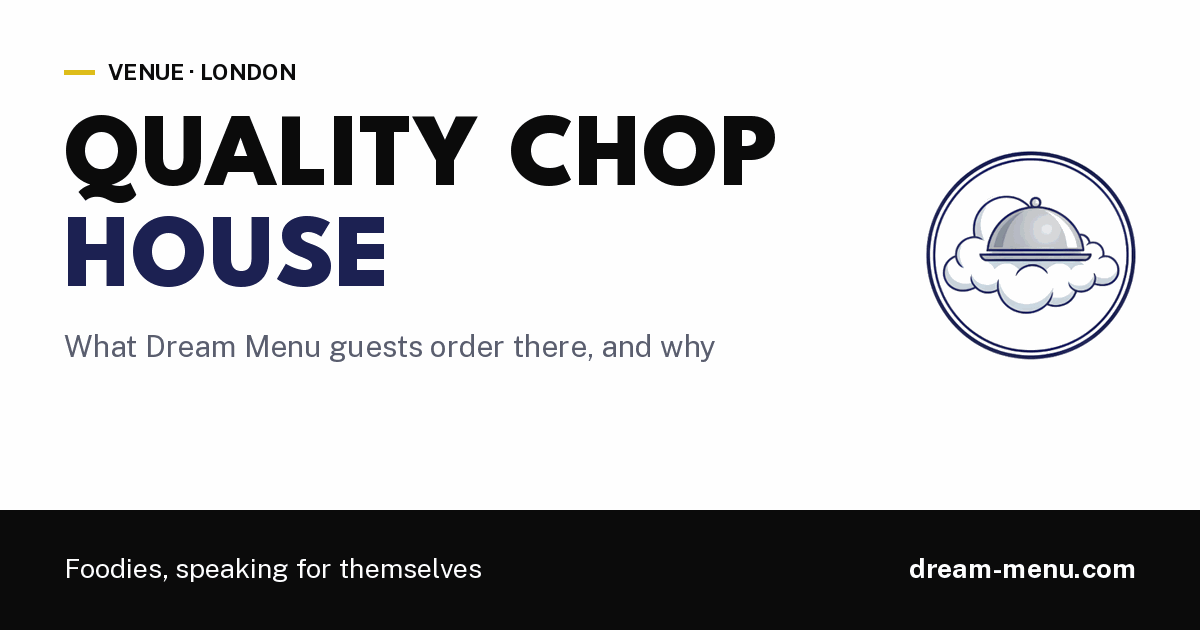 VENUE · LONDON
QUALITY CHOP
HOUSE
What Dream Menu guests order there, and why
Foodies, speaking for themselves
dream-menu.com